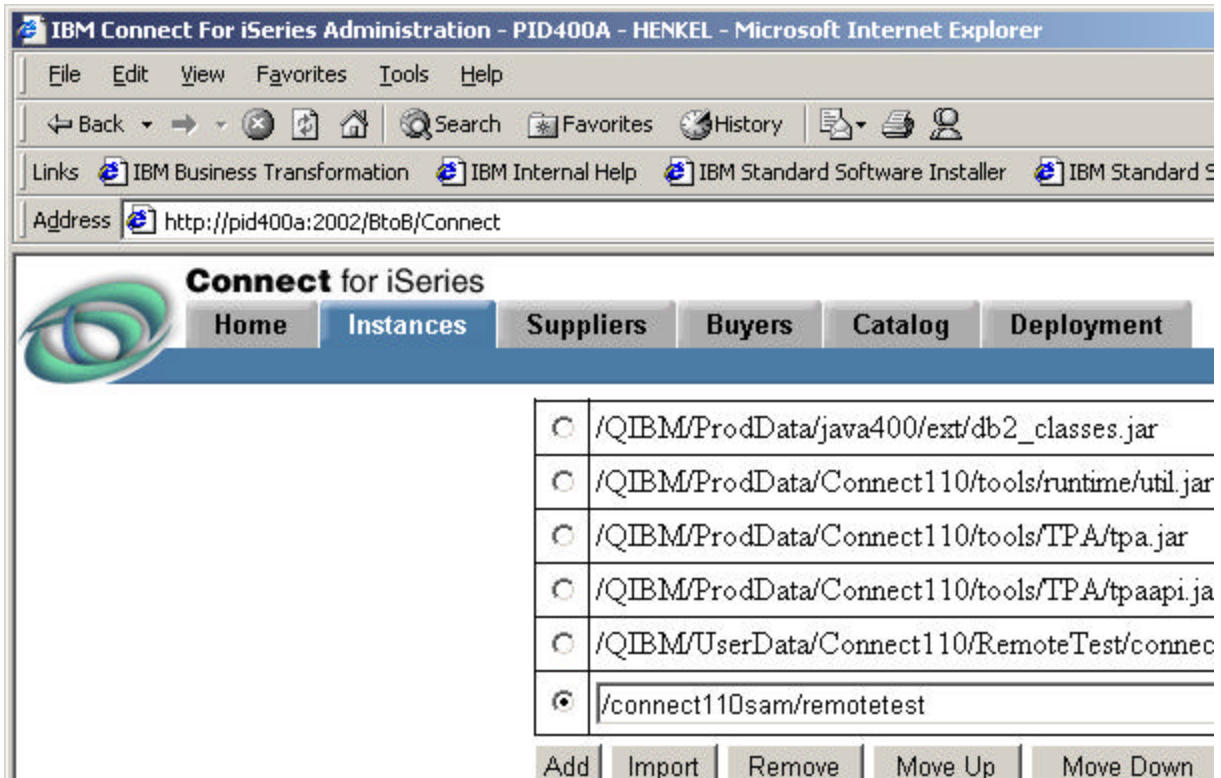 IBM Connect For iSeries Administration - PID400A - HENKEL - Microsoft Internet Explorer
File Edit View Favorites Tools Help
Back Search Favorites History
Links IBM Business Transformation IBM Internal Help IBM Standard Software Installer IBM Standard S
Address http://pid400a:2002/BtoB/Connect
Connect for iSeries
Home Instances Suppliers Buyers Catalog Deployment
/QIBM/ProdData/java400/ext/db2_classes.jar
/QIBM/ProdData/Connect110/tools/runtime/util.jar
/QIBM/ProdData/Connect110/tools/TPA/tpa.jar
/QIBM/ProdData/Connect110/tools/TPA/tpaapi.ja
/QIBM/UserData/Connect110/RemoteTest/connec
/connect110sam/remotetest
Add Import Remove Move Up Move Down